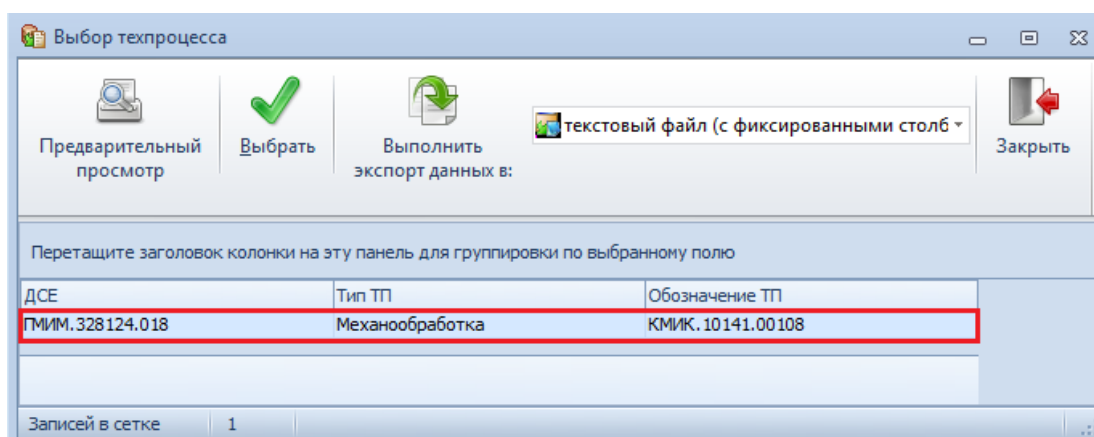 Выбор техпроцесса
Предварительный просмотр
Выбрать
Выполнить экспорт данных в:
текстовый файл (с фиксированными столб
Закрыть
Перетащите заголовок колонки на эту панель для группировки по выбранному полю
ДСЕ Тип ТП Обозначение ТП
ГМИМ.328124.018 Механообработка КМИК.10141.00108
Записей в сетке 1